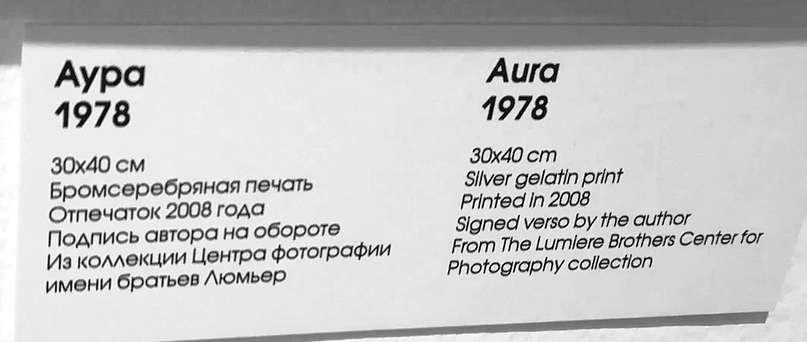 Аура
1978
30x40 см
Бромсеребряная печать
Отпечаток 2008 года
Подпись автора на обороте
Из коллекции Центра фотографии
имени братьев Люмьер
Aura
1978
30x40 cm
Silver gelatin print
Printed in 2008
Signed verso by the author
From The Lumiere Brothers Center for
Photography collection